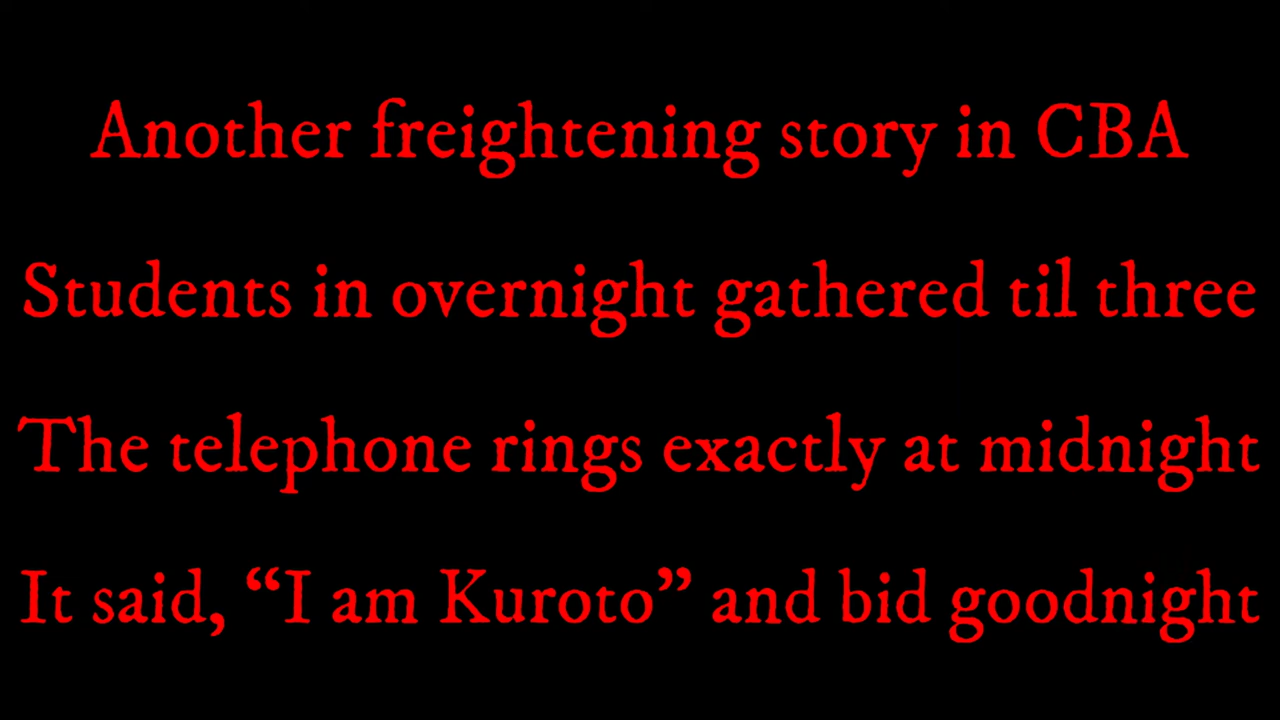 Another freightening story in CBA
Students in overnight gathered til three
The telephone rings exactly at midnight
It said, “I am Kuroto” and bid goodnight